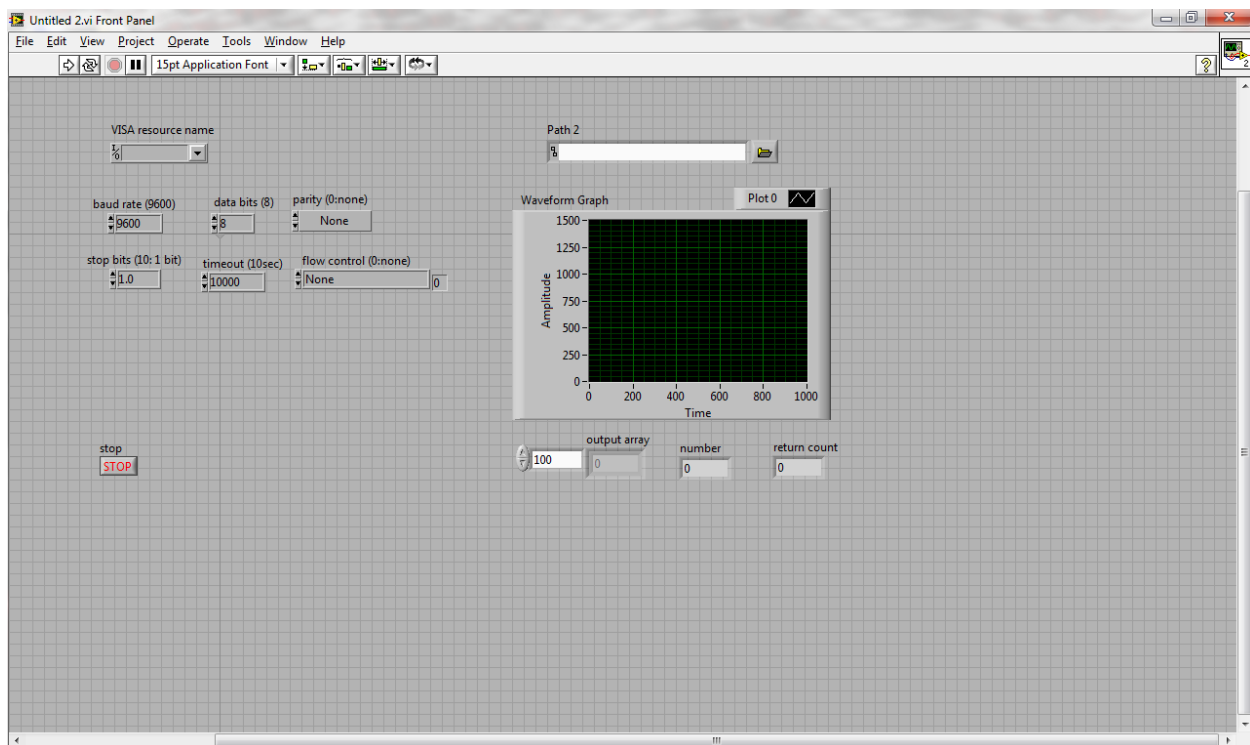 Untitled 2.vi Front Panel
File Edit View Project Operate Tools Window Help
15pt Application Font
2
VISA resource name
I/O
Path 2
baud rate (9600)
9600
data bits (8)
8
parity (0:none)
None
stop bits (10: 1 bit)
1.0
timeout (10sec)
10000
flow control (0:none)
None
0
Waveform Graph
Plot 0
1500
1250
1000
750
500
250
0
Amplitude
0 200 400 600 800 1000
Time
stop
STOP
100
output array
0
number
0
return count
0